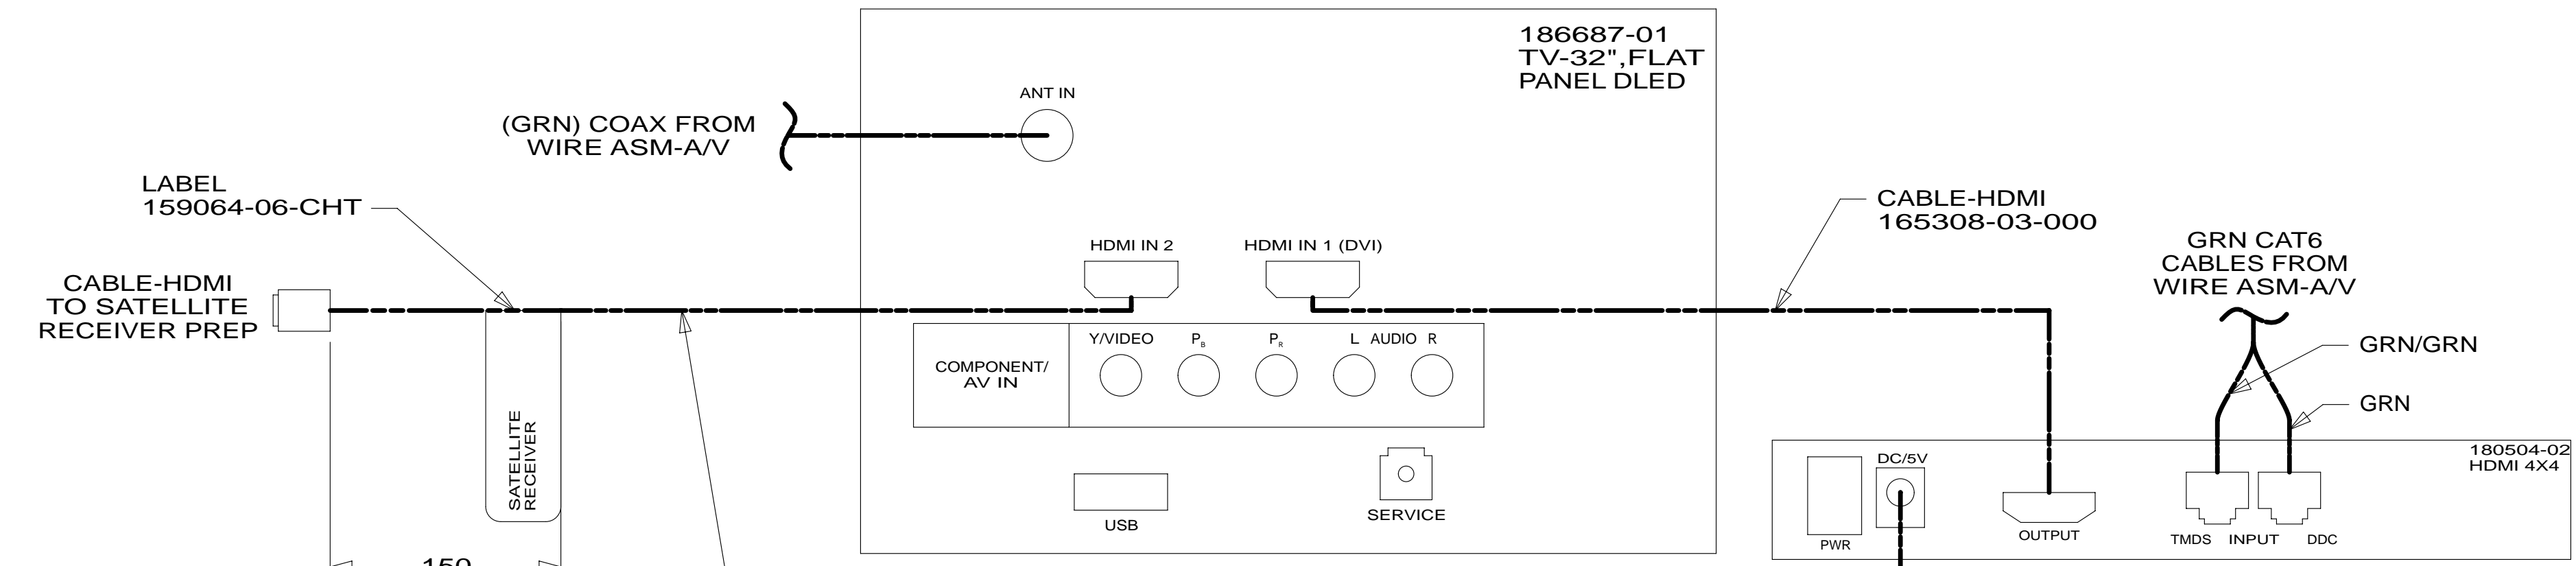 186687-01
TV-32",FLAT
PANEL DLED
ANT IN
(GRN) COAX FROM
WIRE ASM-A/V
LABEL
159064-06-CHT
CABLE-HDMI
TO SATELLITE
RECEIVER PREP
HDMI IN 2
HDMI IN 1 (DVI)
CABLE-HDMI
165308-03-000
GRN CAT6
CABLES FROM
WIRE ASM-A/V
GRN/GRN
GRN
COMPONENT/
AV IN
Y/VIDEO
PB
PR
L AUDIO R
SATELLITE
RECEIVER
USB
SERVICE
180504-02
HDMI 4X4
DC/5V
PWR
OUTPUT
TMDS INPUT DDC
150